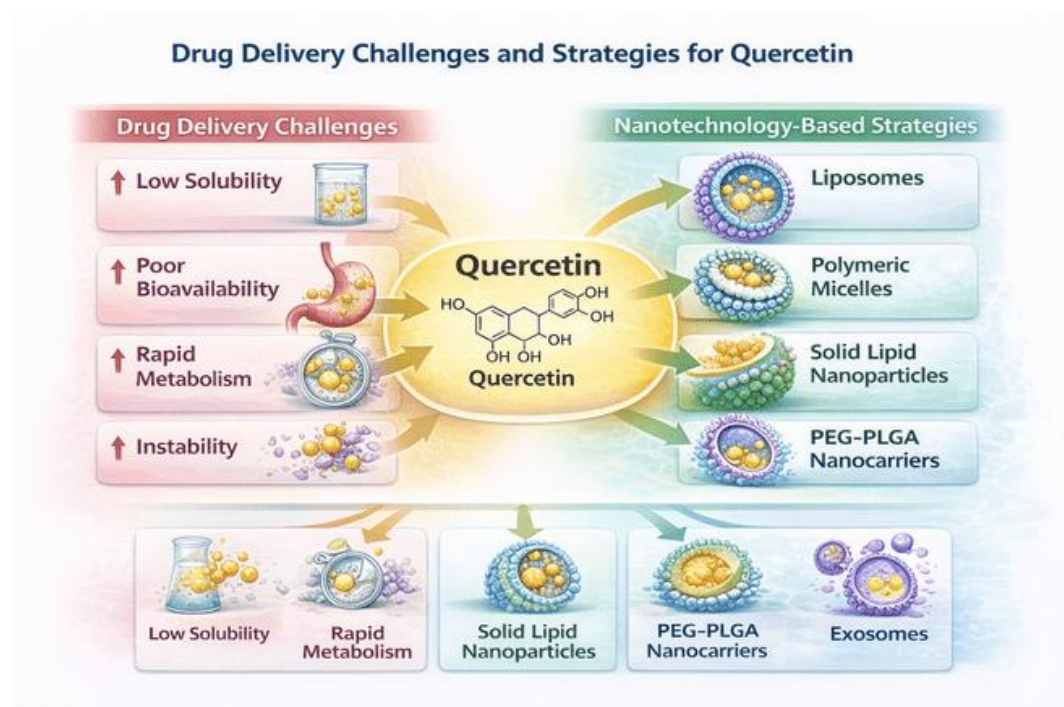 Drug Delivery Challenges and Strategies for Quercetin
Drug Delivery Challenges
↑ Low Solubility
↑ Poor
Bioavailability
↑ Rapid
Metabolism
↑ Instability
Quercetin
HO
OH
OH
OH
OH
OH
Quercetin
Nanotechnology-Based Strategies
Liposomes
Polymeric
Micelles
Solid Lipid
Nanoparticles
PEG-PLGA
Nanocarriers
Low Solubility
Rapid
Metabolism
Solid Lipid
Nanoparticles
PEG-PLGA
Nanocarriers
Exosomes